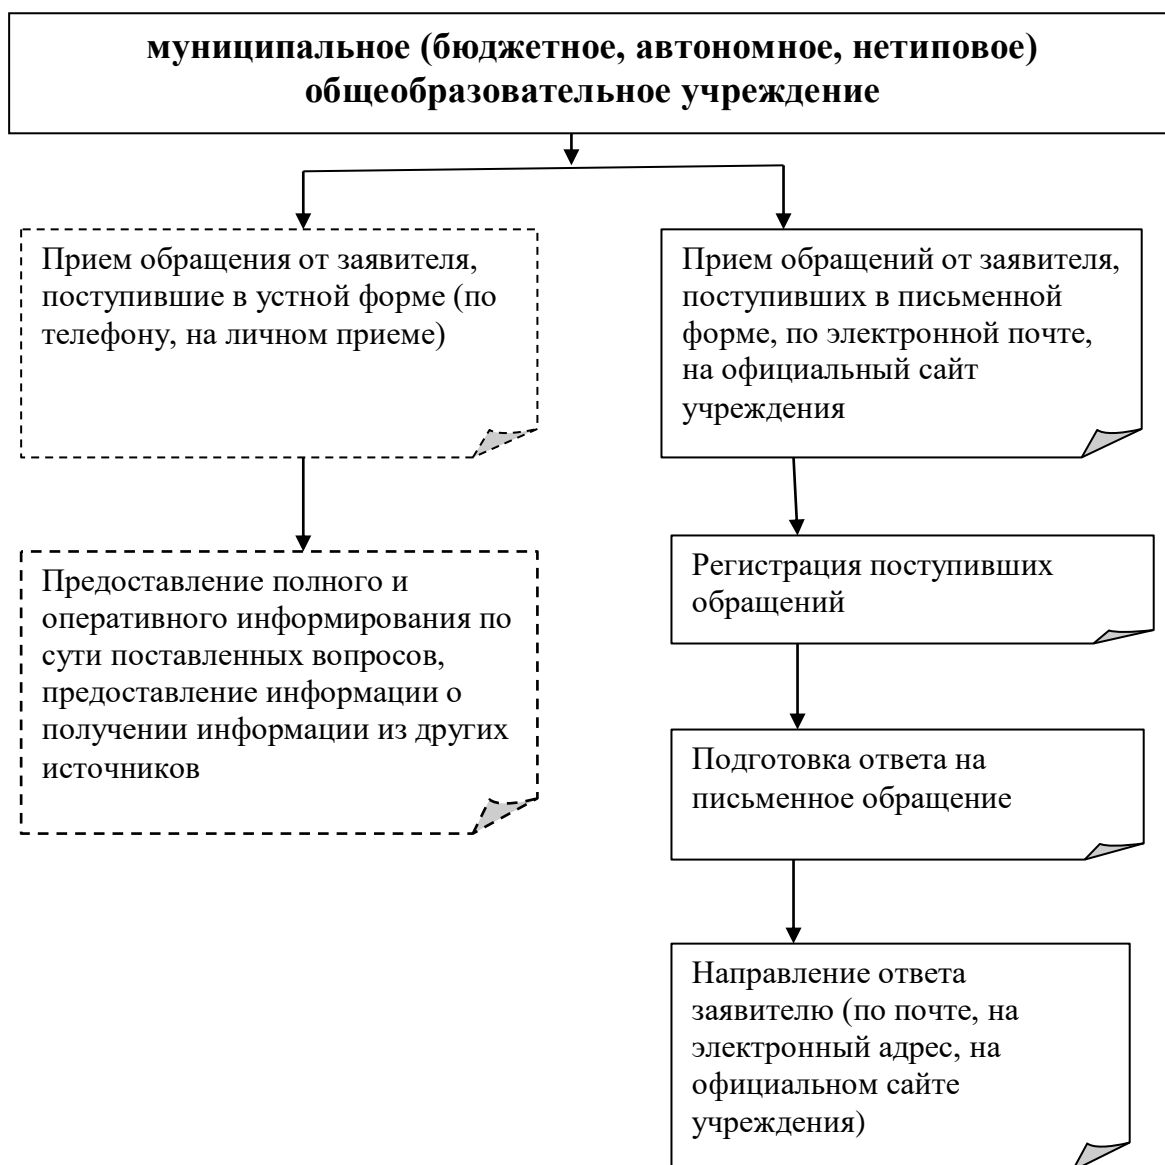 муниципальное (бюджетное, автономное, нетиповое)
общеобразовательное учреждение
Прием обращения от заявителя,
поступившие в устной форме (по
телефону, на личном приеме)
Предоставление полного и
оперативного информирования по
сути поставленных вопросов,
предоставление информации о
получении информации из других
источников
Прием обращений от заявителя,
поступивших в письменной
форме, по электронной почте,
на официальный сайт
учреждения
Регистрация поступивших
обращений
Подготовка ответа на
письменное обращение
Направление ответа
заявителю (по почте, на
электронный адрес, на
официальном сайте
учреждения)